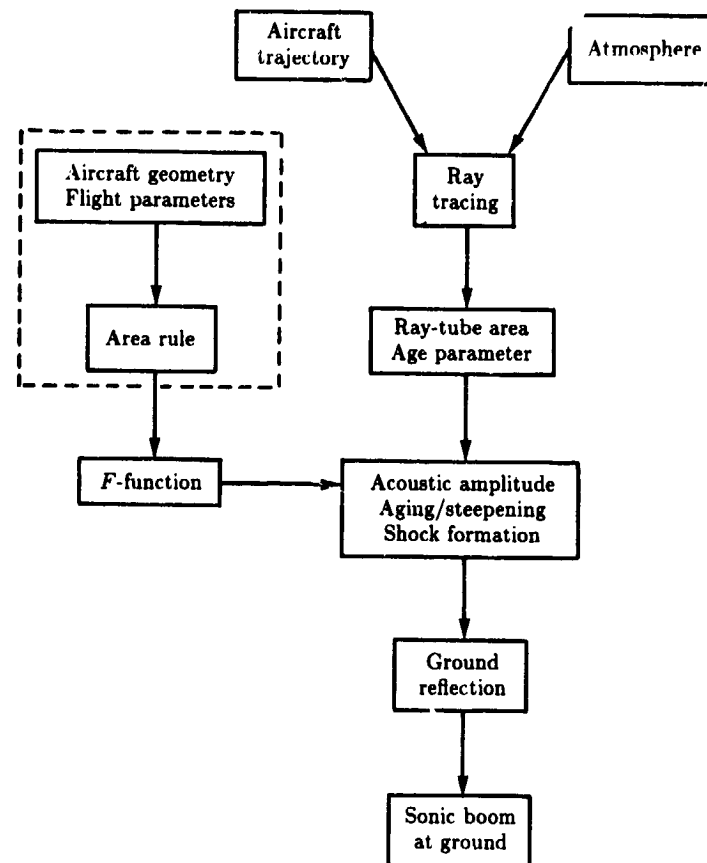 Aircraft
trajectory
Atmosphere
Aircraft geometry
Flight parameters
Ray
tracing
Area rule
Ray-tube area
Age parameter
F-function
Acoustic amplitude
Aging/steepening
Shock formation
Ground
reflection
Sonic boom
at ground